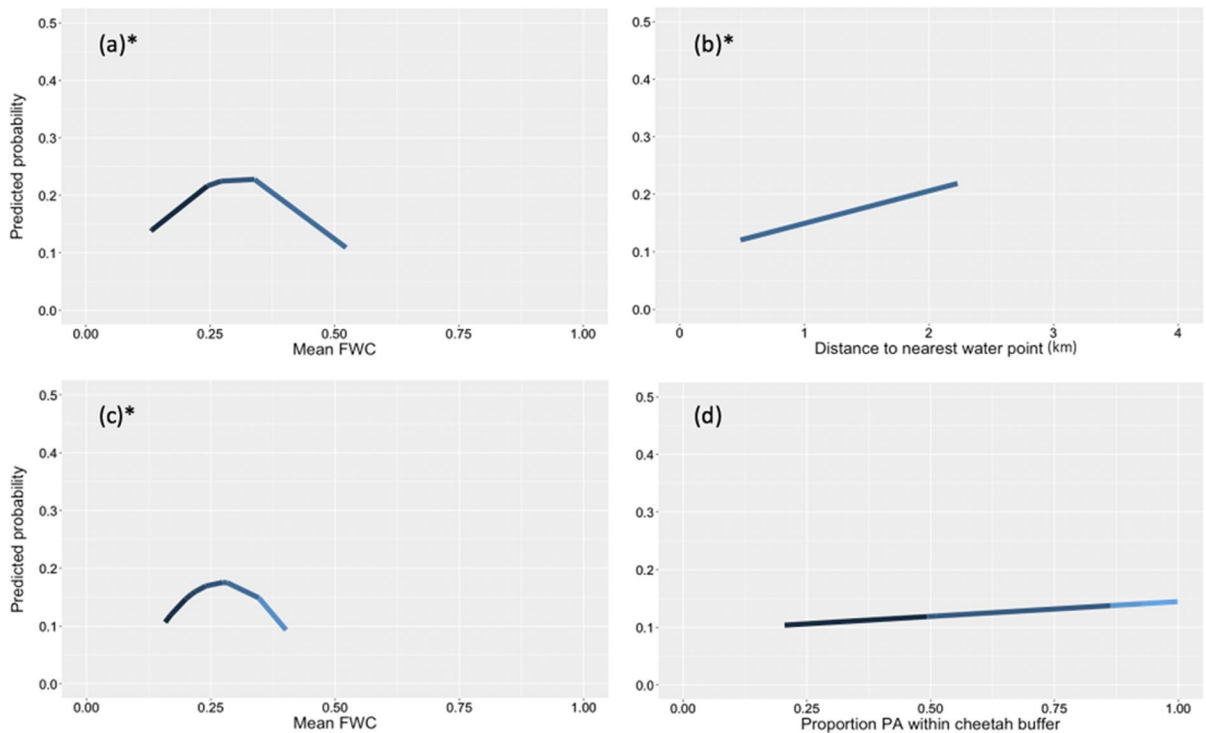 (a)*
0.5
0.4
0.3
0.2
0.1
0.0
Predicted probability
0.00 0.25 0.50 0.75 1.00
Mean FWC
(b)*
0.5
0.4
0.3
0.2
0.1
0.0
0 1 2 3 4
Distance to nearest water point (km)
(c)*
0.5
0.4
0.3
0.2
0.1
0.0
Predicted probability
0.00 0.25 0.50 0.75 1.00
Mean FWC
(d)
0.5
0.4
0.3
0.2
0.1
0.0
0.00 0.25 0.50 0.75 1.00
Proportion PA within cheetah buffer